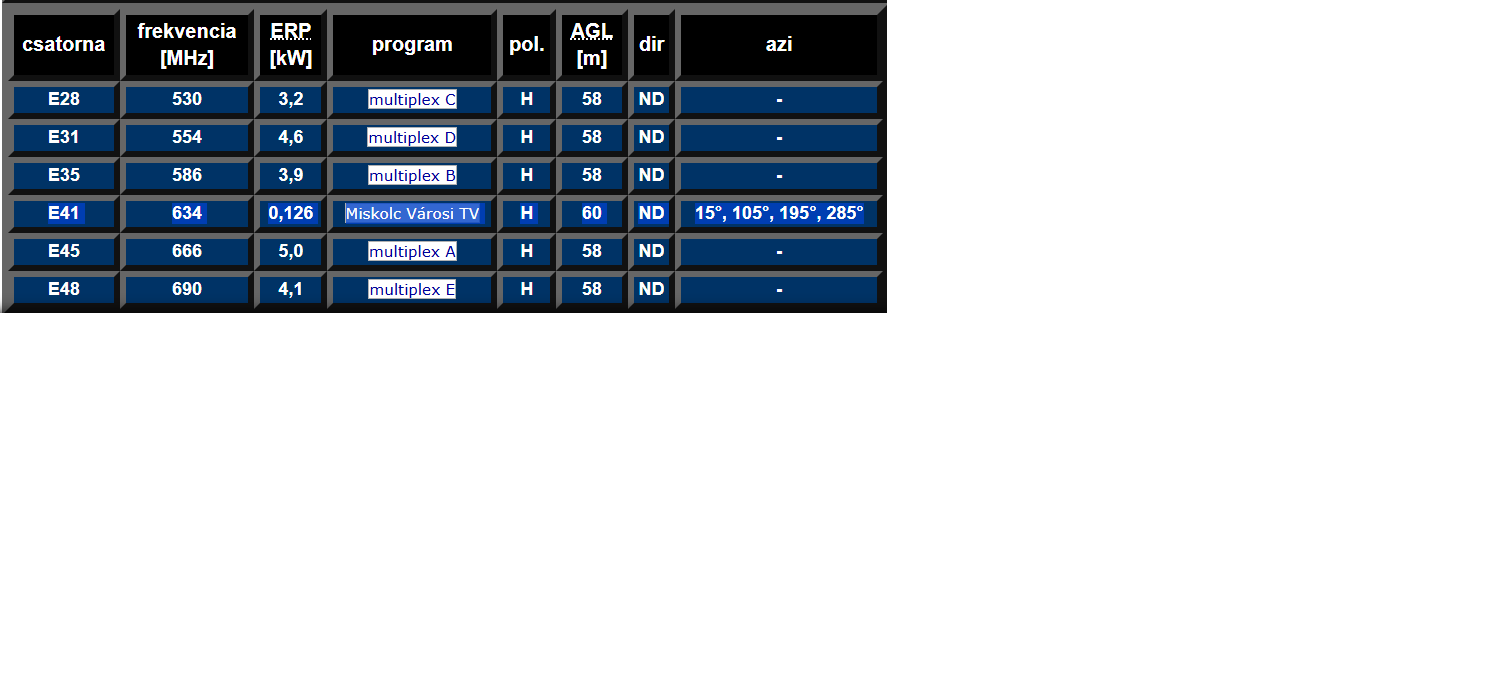 csatorna frekvencia [MHz] ERP [kW] program pol. AGL [m] dir azi
E28 530 3,2 multiplex C H 58 ND -
E31 554 4,6 multiplex D H 58 ND -
E35 586 3,9 multiplex B H 58 ND -
E41 634 0,126 Miskolc Városi TV H 60 ND 15°, 105°, 195°, 285°
E45 666 5,0 multiplex A H 58 ND -
E48 690 4,1 multiplex E H 58 ND -